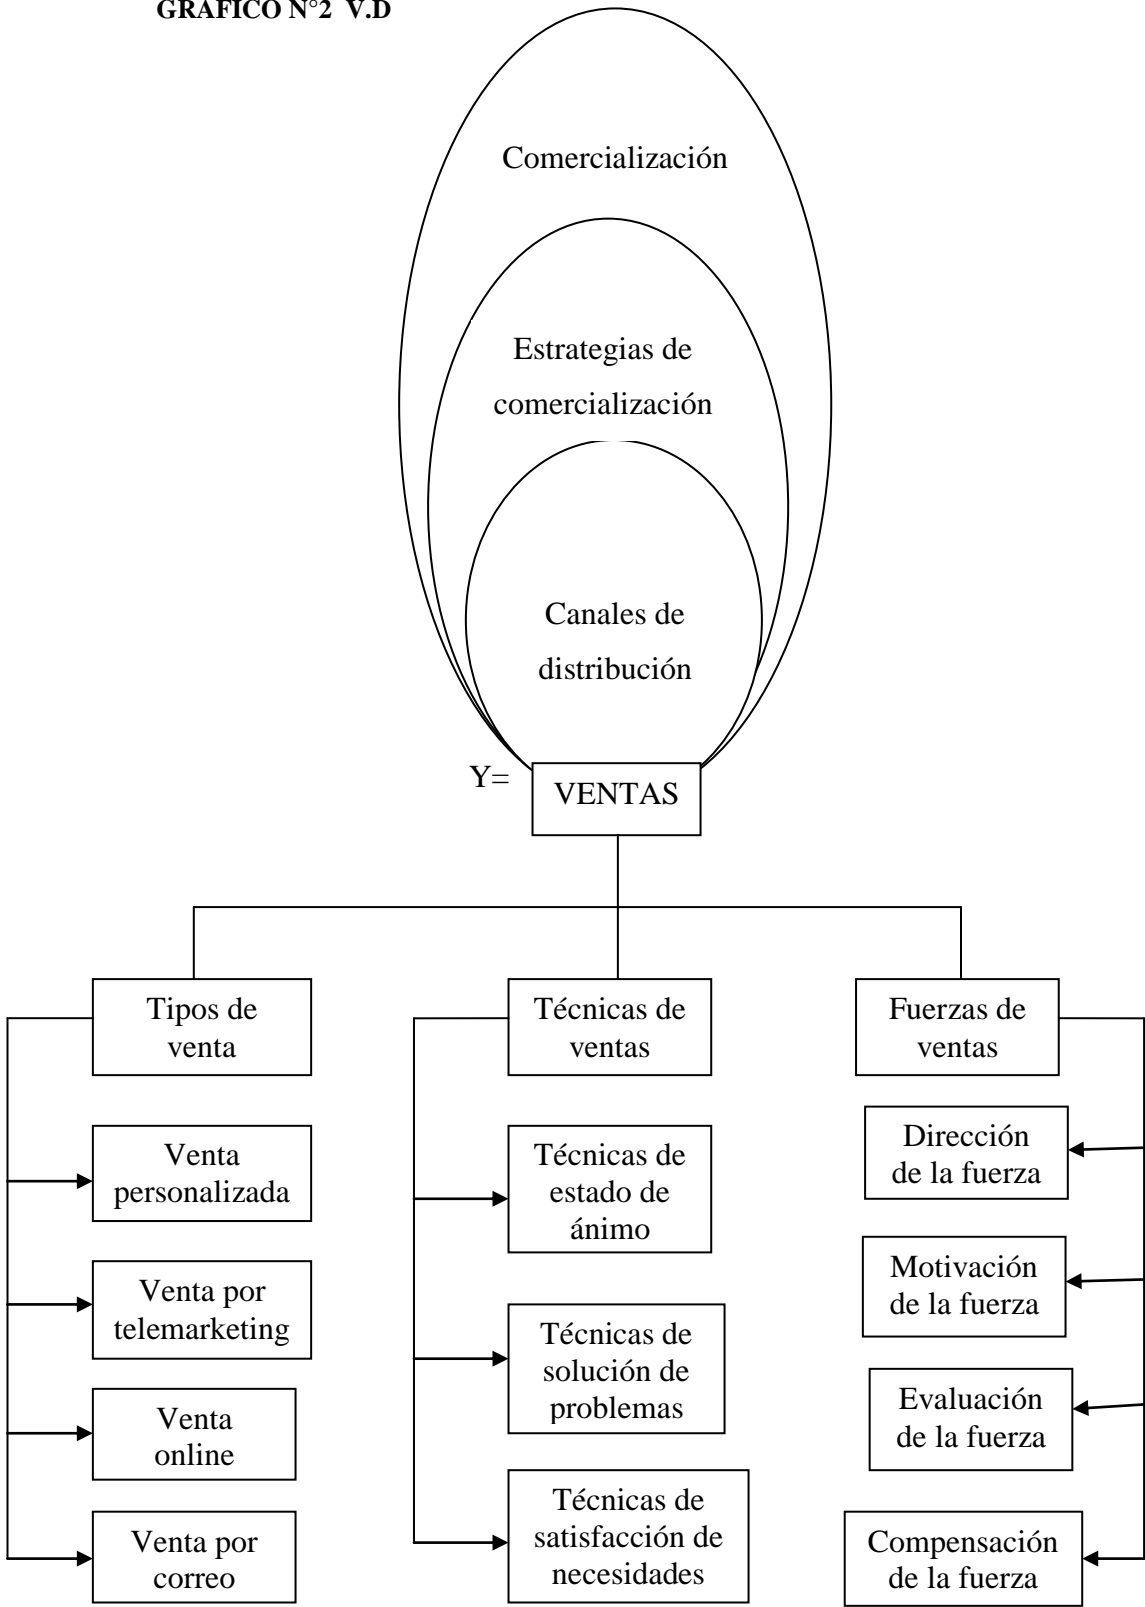 GRAFICO N°2 V.D
Comercialización
Estrategias de
comercialización
Canales de
distribución
Y=
VENTAS
Tipos de
venta
Venta
personalizada
Venta por
telemarketing
Venta
online
Venta por
correo
Técnicas de
ventas
Técnicas de
estado de
ánimo
Técnicas de
solución de
problemas
Técnicas de
satisfacción de
necesidades
Fuerzas de
ventas
Dirección
de la fuerza
Motivación
de la fuerza
Evaluación
de la fuerza
Compensación
de la fuerza